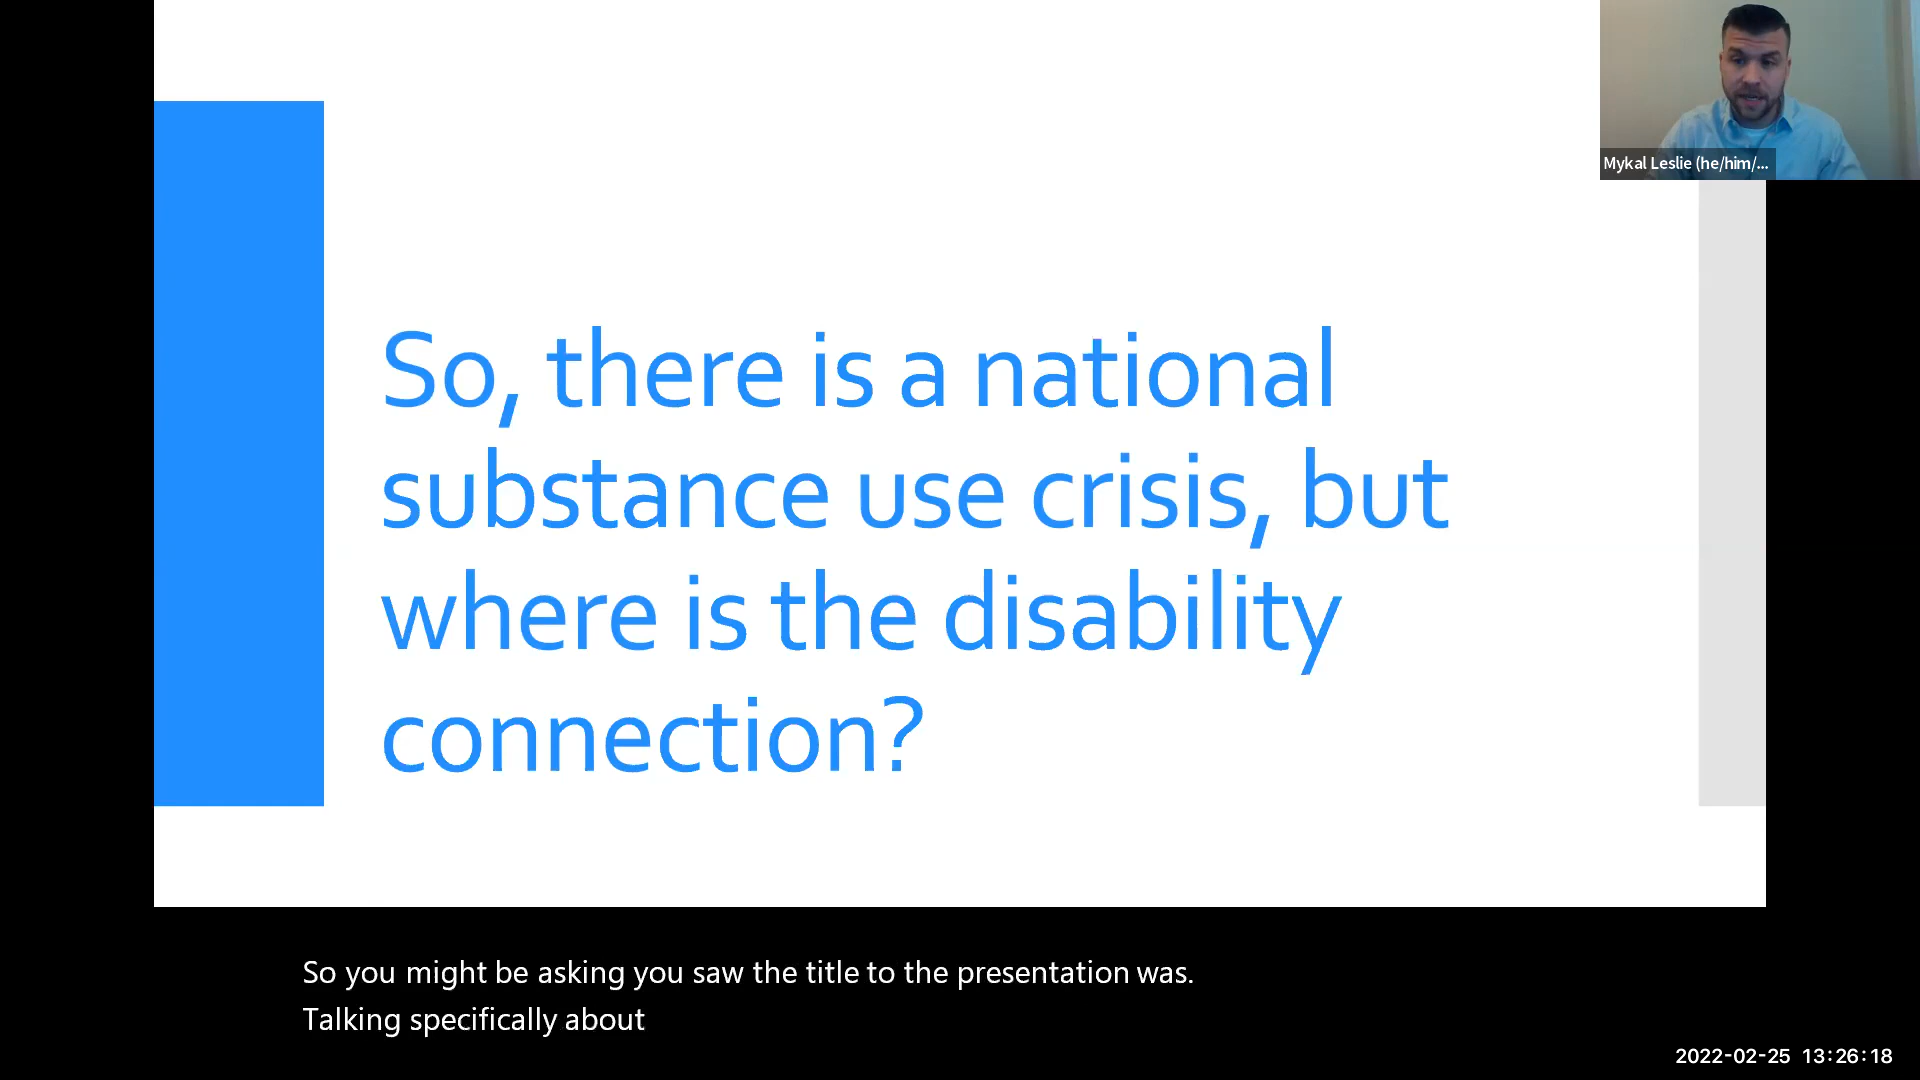 Mykal Leslie (he/him/...
So, there is a national
substance use crisis, but
where is the disability
connection?
So you might be asking you saw the title to the presentation was.
Talking specifically about
2022-02-25 13:26:18